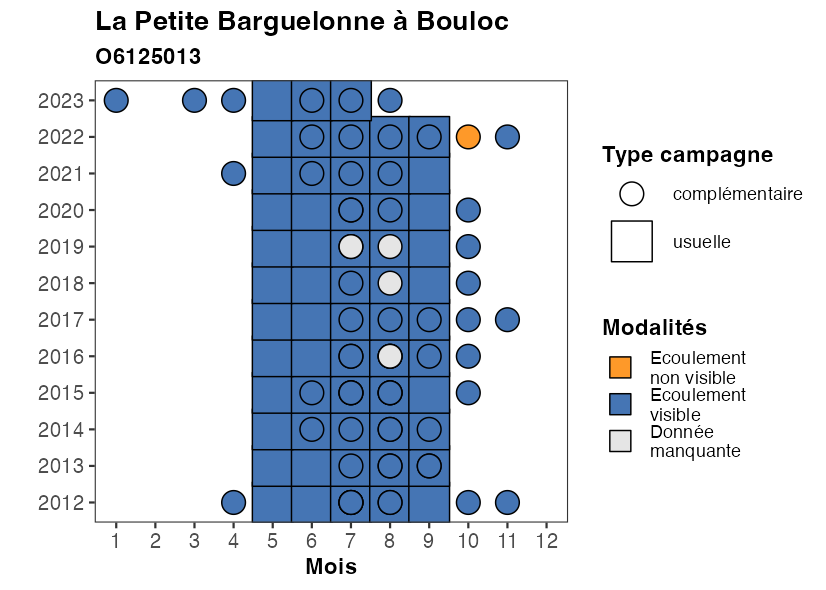 La Petite Barguelonne à Bouloc
O6125013
2023
2022
2021
2020
2019
2018
2017
2016
2015
2014
2013
2012
1 2 3 4 5 6 7 8 9 10 11 12
Mois
Type campagne
complémentaire
usuelle
Modalités
Ecoulement
non visible
Ecoulement
visible
Donnée
manquante